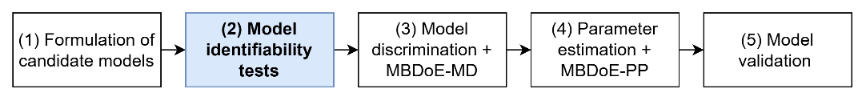 (1) Formulation of
candidate models
(2) Model
identifiability
tests
(3) Model
discrimination +
MBDoE-MD
(4) Parameter
estimation +
MBDoE-PP
(5) Model
validation